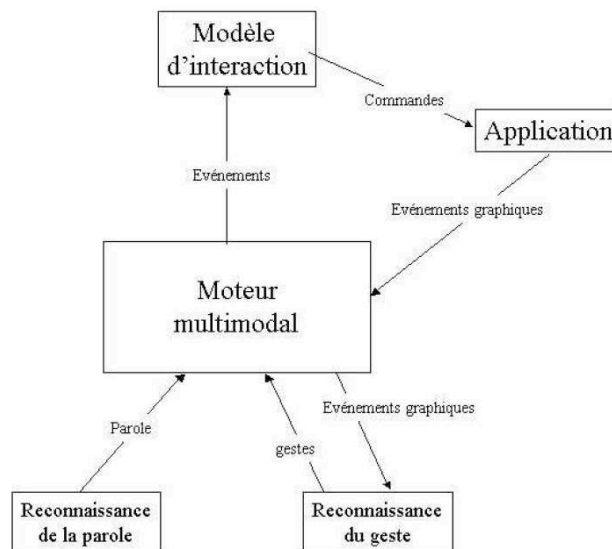 Modèle
d'interaction
Commandes
Application
Evénements
Evénements graphiques
Moteur
multimodal
Evénements graphiques
Parole
gestes
Reconnaissance
de la parole
Reconnaissance
du geste